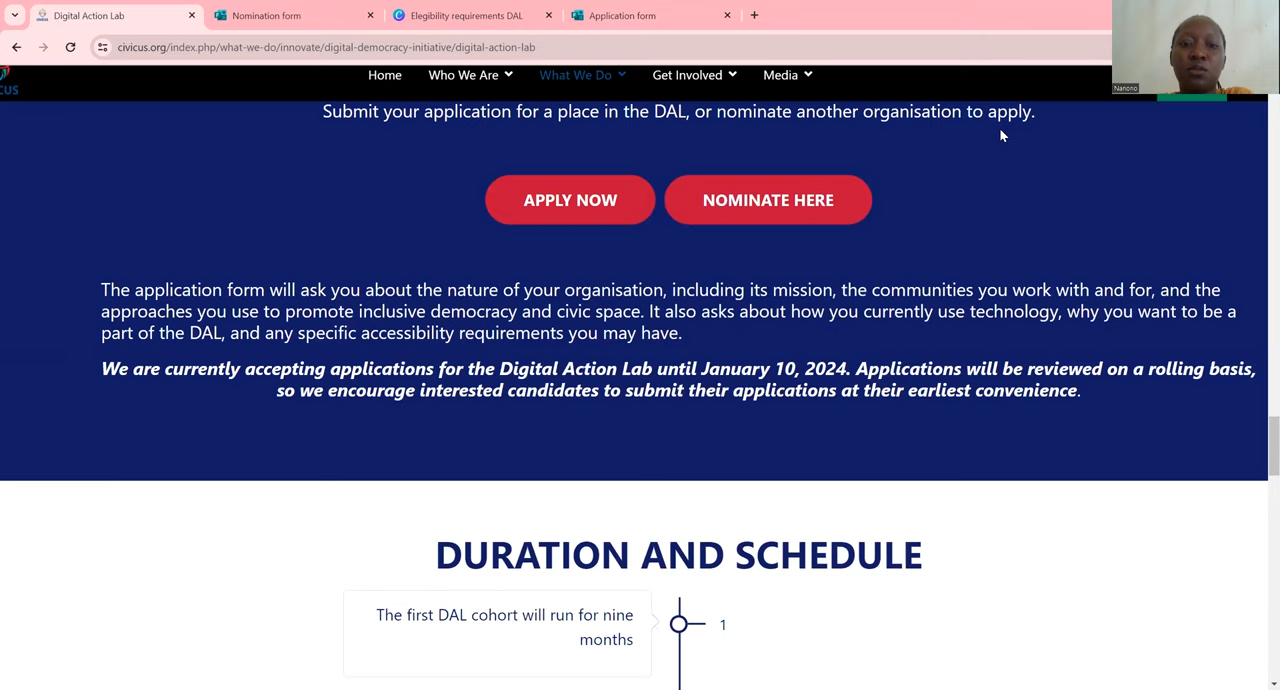 Digital Action Lab
Nomination form
Elegibility requirements DAL
Application form
civicus.org/index.php/what-we-do/innovate/digital-democracy-initiative/digital-action-lab
Nanono
CUS
Home Who We Are What We Do Get Involved Media
Submit your application for a place in the DAL, or nominate another organisation to apply.
APPLY NOW NOMINATE HERE
The application form will ask you about the nature of your organisation, including its mission, the communities you work with and for, and the
approaches you use to promote inclusive democracy and civic space. It also asks about how you currently use technology, why you want to be a
part of the DAL, and any specific accessibility requirements you may have.
We are currently accepting applications for the Digital Action Lab until January 10, 2024. Applications will be reviewed on a rolling basis,
so we encourage interested candidates to submit their applications at their earliest convenience.
DURATION AND SCHEDULE
The first DAL cohort will run for nine
months
1